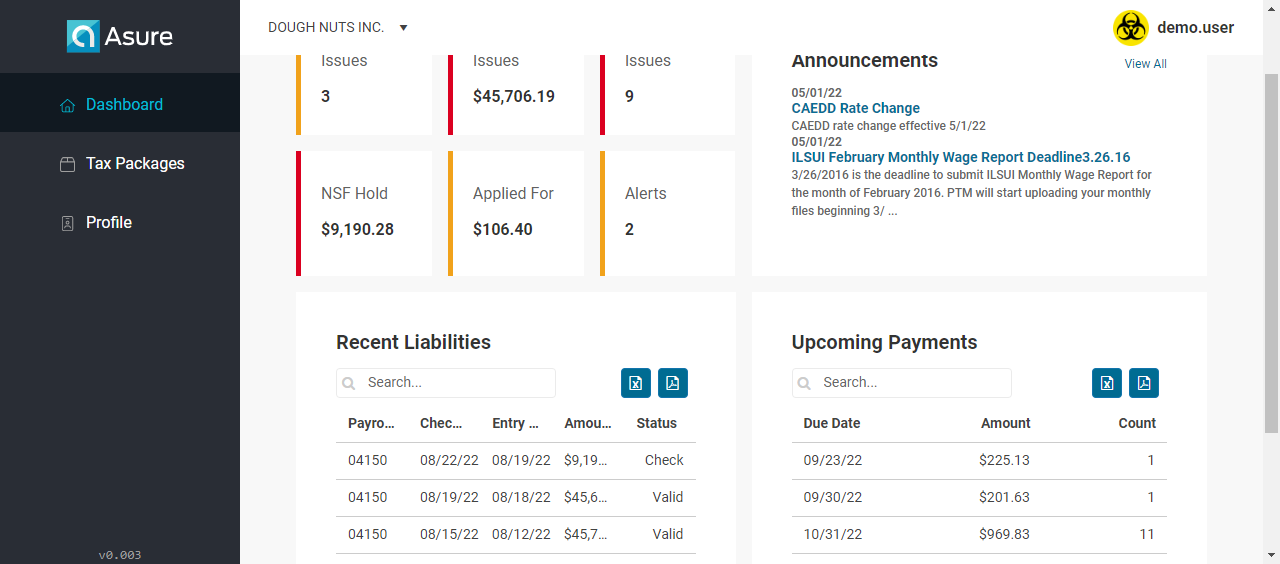 Asure
DOUGH NUTS INC.
demo.user
Dashboard
Tax Packages
Profile
v0.003
Issues
3
Issues
$45,706.19
Issues
9
NSF Hold
$9,190.28
Applied For
$106.40
Alerts
2
Announcements
View All
05/01/22
CAEDD Rate Change
CAEDD rate change effective 5/1/22
05/01/22
ILSUI February Monthly Wage Report Deadline3.26.16
3/26/2016 is the deadline to submit ILSUI Monthly Wage Report for
the month of February 2016. PTM will start uploading your monthly
files beginning 3/ ...
Recent Liabilities
Search...
Payro... Chec... Entry ... Amou... Status
04150 08/22/22 08/19/22 $9,19... Check
04150 08/19/22 08/18/22 $45,6... Valid
04150 08/15/22 08/12/22 $45,7... Valid
Upcoming Payments
Search...
Due Date Amount Count
09/23/22 $225.13 1
09/30/22 $201.63 1
10/31/22 $969.83 11